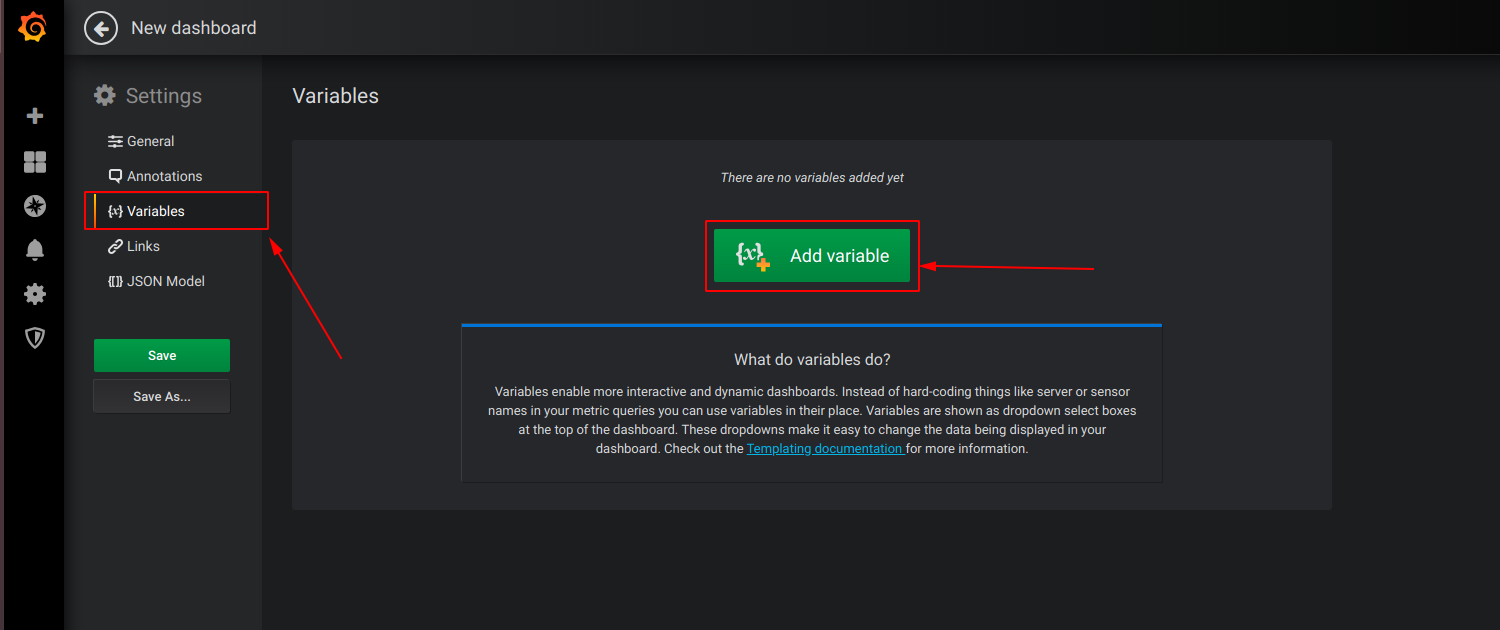 New dashboard
Settings
General
Annotations
Variables
Links
JSON Model
Save
Save As...
Variables
There are no variables added yet
{x} Add variable
What do variables do?
Variables enable more interactive and dynamic dashboards. Instead of hard-coding things like server or sensor
names in your metric queries you can use variables in their place. Variables are shown as dropdown select boxes
at the top of the dashboard. These dropdowns make it easy to change the data being displayed in your
dashboard. Check out the Templating documentation for more information.